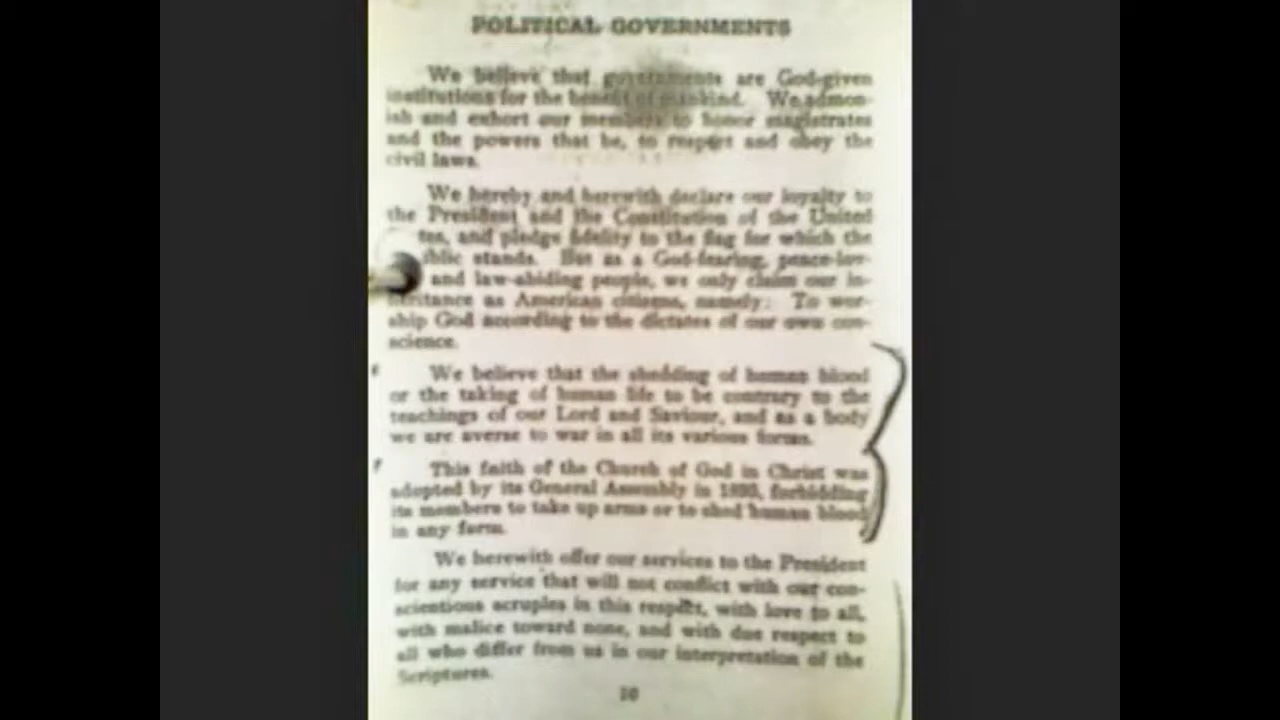 POLITICAL GOVERNMENTS
We believe that governments are God-given
institutions for the benefit of mankind. We admon-
ish and exhort our members to honor magistrates
and the powers that be, to respect and obey the
civil laws.
We hereby and herewith declare our loyalty to
the President and the Constitution of the United
tes, and pledge fidelity to the flag for which the
blic stands. But as a God-fearing, peace-lov-
and law-abiding people, we only claim our in-
heritance as American citizens, namely: To wor-
ship God according to the dictates of our own con-
science.
We believe that the shedding of human blood
or the taking of human life to be contrary to the
teachings of our Lord and Saviour, and as a body
we are averse to war in all its various forms.
This faith of the Church of God in Christ was
adopted by its General Assembly in 1895, forbidding
its members to take up arms or to shed human blood
in any form.
We herewith offer our services to the President
for any service that will not conflict with our con-
scientious scruples in this respect, with love to all,
with malice toward none, and with due respect to
all who differ from us in our interpretation of the
Scriptures.
10